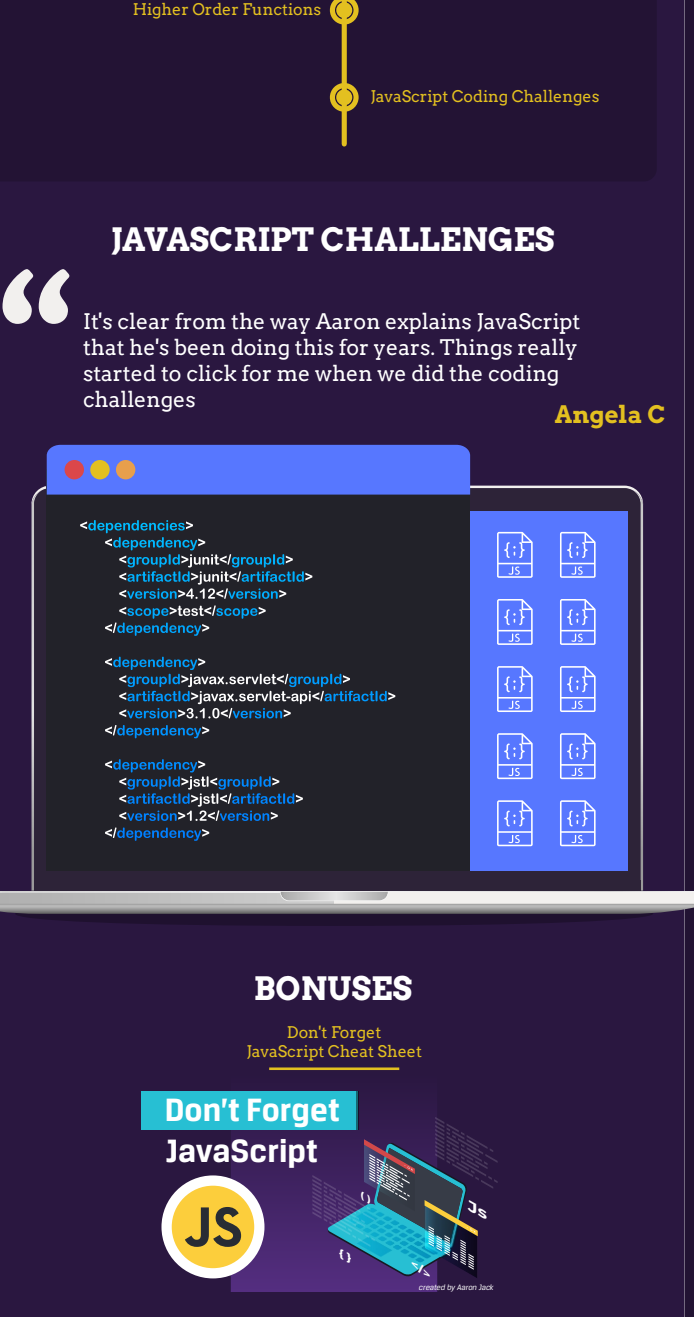 Higher Order Functions
JavaScript Coding Challenges
JAVASCRIPT CHALLENGES
“
It's clear from the way Aaron explains JavaScript
that he's been doing this for years. Things really
started to click for me when we did the coding
challenges
Angela C
<dependencies>
<dependency>
<groupId>junit</groupId>
<artifactId>junit</artifactId>
<version>4.12</version>
<scope>test</scope>
</dependency>
<dependency>
<groupId>javax.servlet</groupId>
<artifactId>javax.servlet-api</artifactId>
<version>3.1.0</version>
</dependency>
<dependency>
<groupId>jstl<groupId>
<artifactId>jstl</artifactId>
<version>1.2</version>
</dependency>
{;} {;}
JS JS
{;} {;}
JS JS
{;} {;}
JS JS
{;} {;}
JS JS
{;} {;}
JS JS
BONUSES
Don't Forget
JavaScript Cheat Sheet
Don't Forget
JavaScript
JS
Js
()
{}
</>
created by Aaron Jack